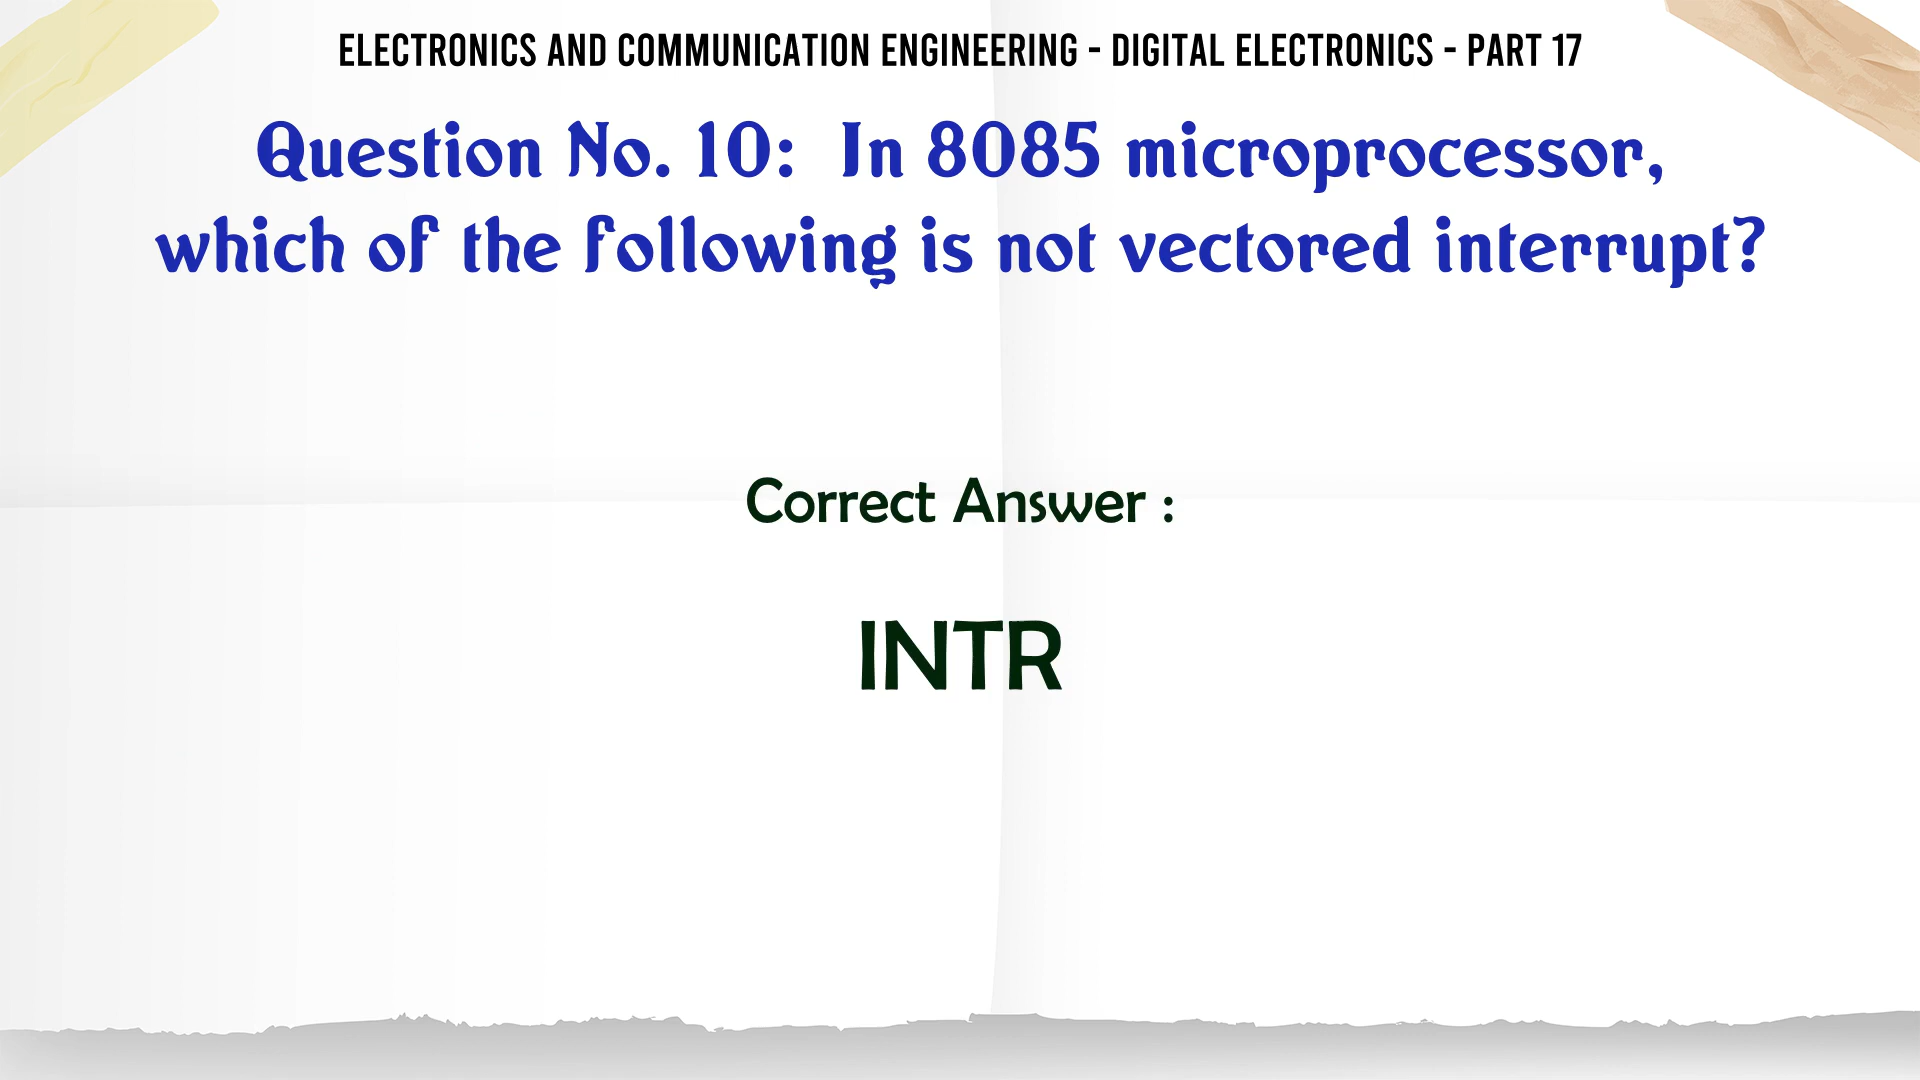 ELECTRONICS AND COMMUNICATION ENGINEERING - DIGITAL ELECTRONICS - PART 17
Question No. 10:  In 8085 microprocessor,
which of the following is not vectored interrupt?
Correct Answer :
INTR